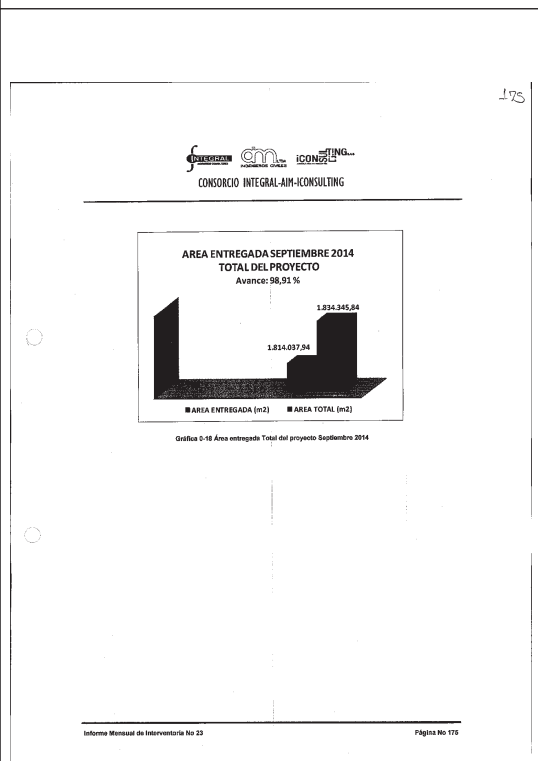 175
INTEGRAL
aim
INGENIEROS CIVILES
iCONSULTING...
CONSORCIO INTEGRAL-AIM-ICONSULTING
AREA ENTREGADA SEPTIEMBRE 2014
TOTAL DEL PROYECTO
Avance: 98,91 %
1.834.345,84
1.814.037,94
AREA ENTREGADA (m2) AREA TOTAL (m2)
Gráfica 0-18 Área entregada Total del proyecto Septiembre 2014
Informe Mensual de Interventoría No 23 Página No 175